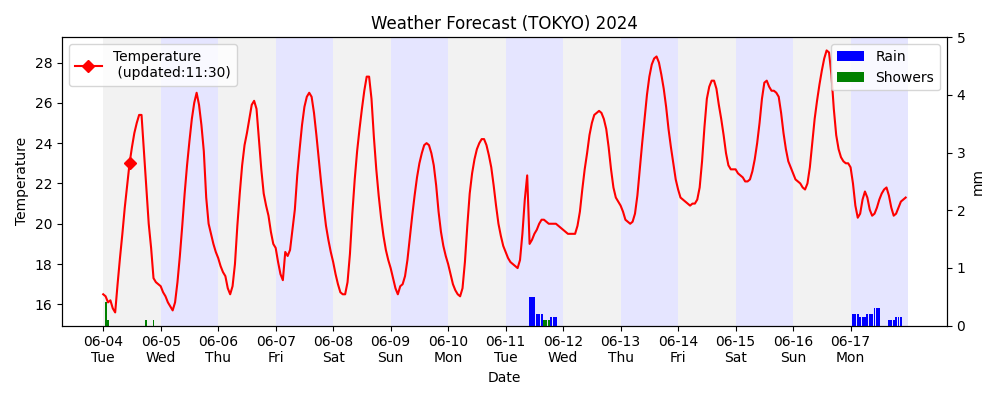 Weather Forecast (TOKYO) 2024
Temperature
(updated:11:30)
Rain
Showers
Temperature
28
26
24
22
20
18
16
5
4
3
2
1
0
mm
06-04 06-05 06-06 06-07 06-08 06-09 06-10 06-11 06-12 06-13 06-14 06-15 06-16 06-17
Tue Wed Thu Fri Sat Sun Mon Tue Wed Thu Fri Sat Sun Mon
Date